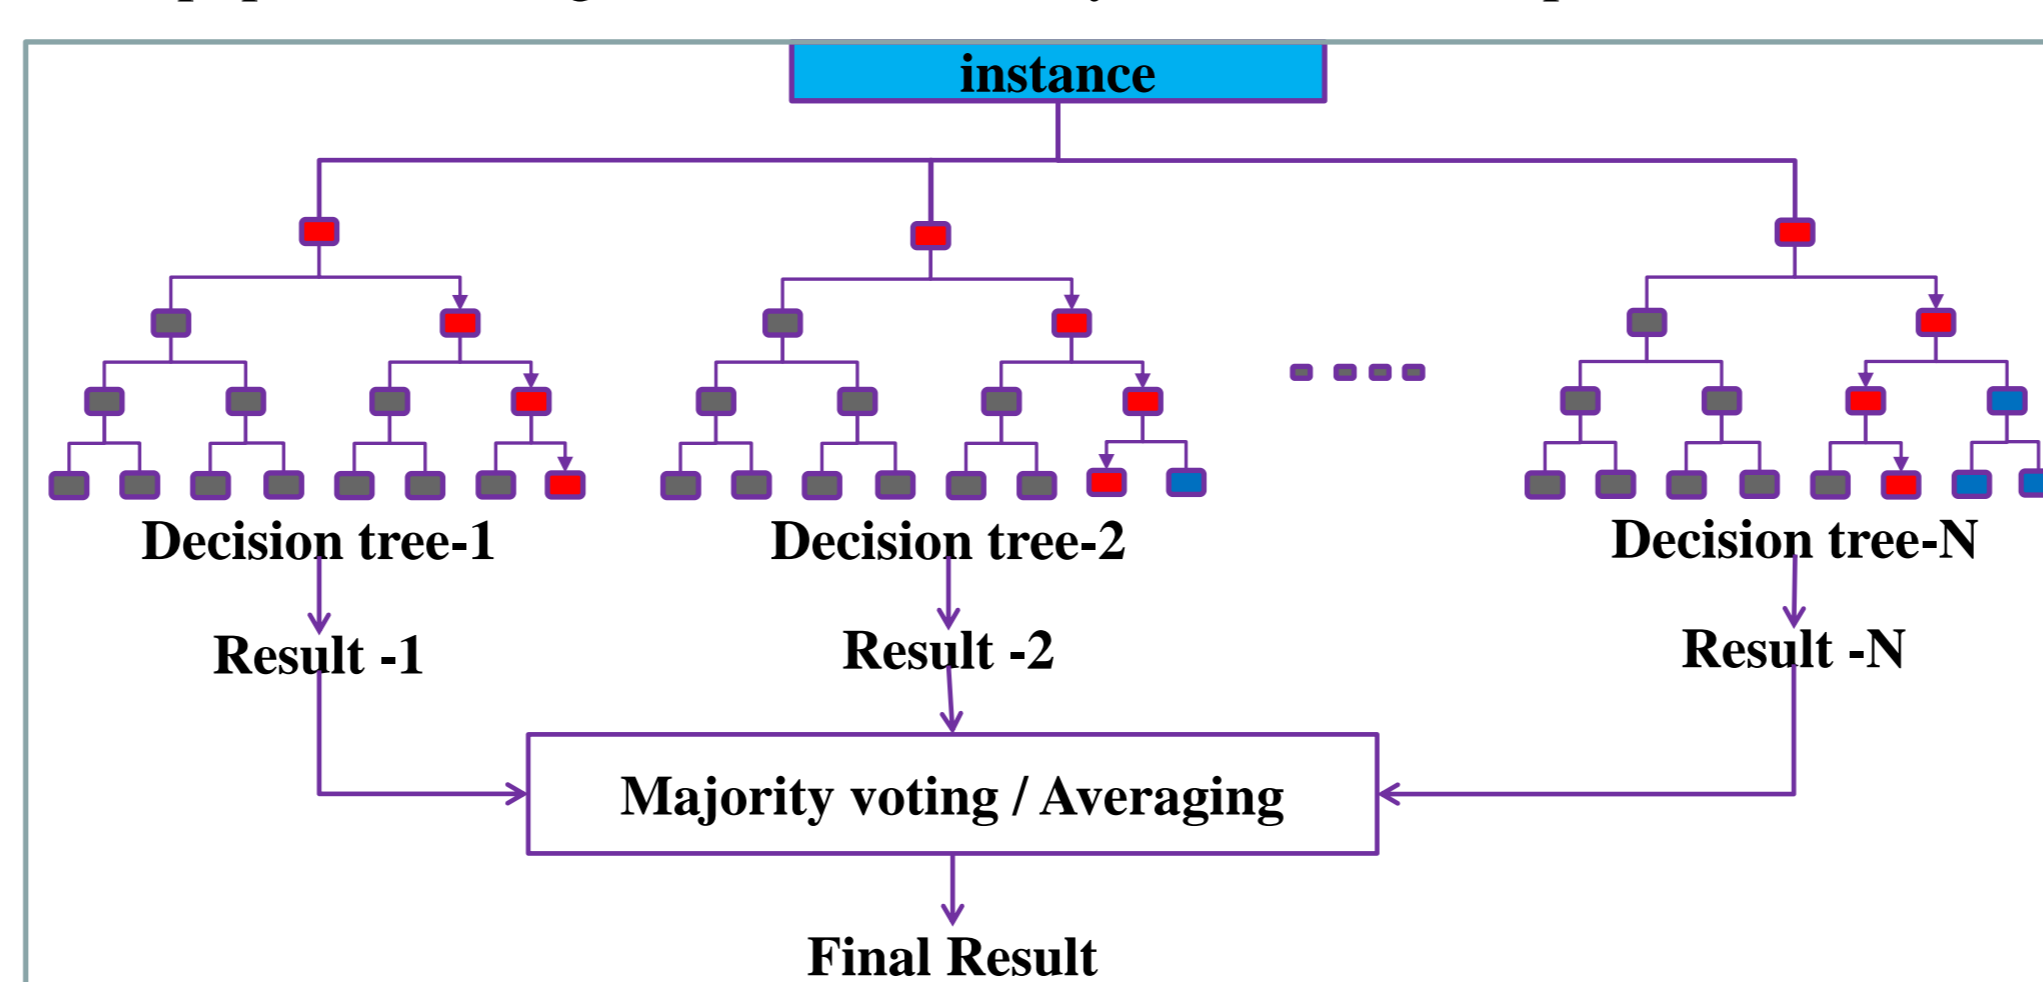 instance
Decision tree-1 Decision tree-2 Decision tree-N
Result -1 Result -2 Result -N
Majority voting / Averaging
Final Result